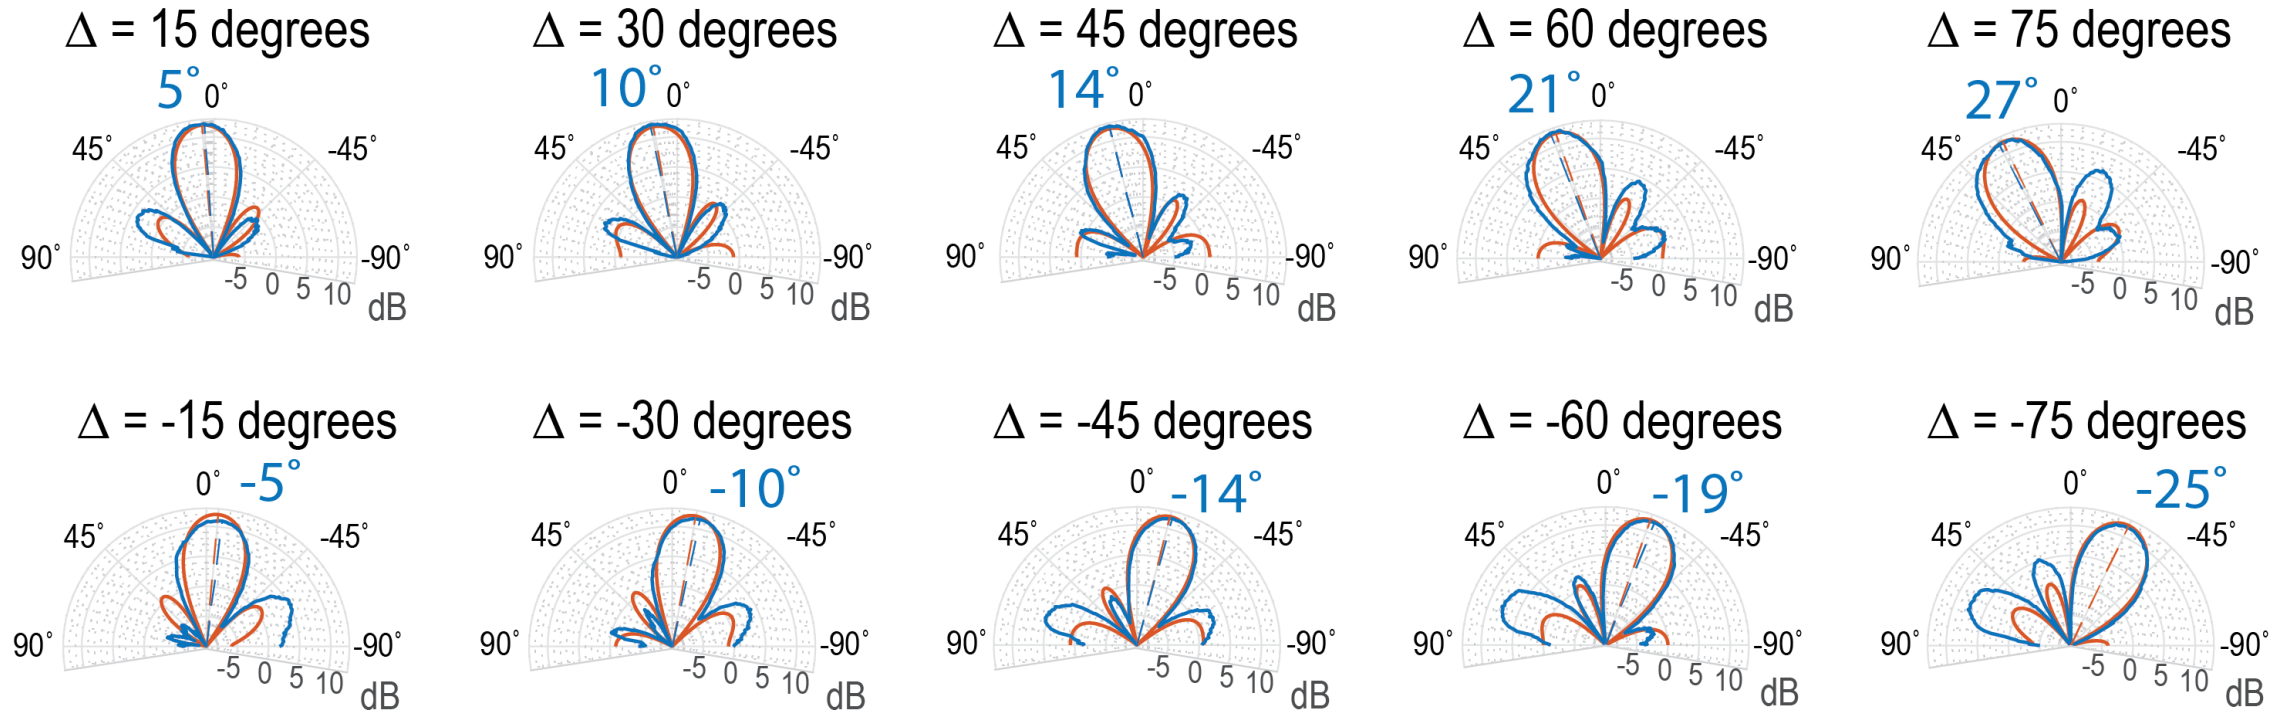 Δ = 15 degrees
5°
0°
45°
-45°
90°
-90°
-5 0 5 10
dB
Δ = 30 degrees
10°
0°
45°
-45°
90°
-90°
-5 0 5 10
dB
Δ = 45 degrees
14°
0°
45°
-45°
90°
-90°
-5 0 5 10
dB
Δ = 60 degrees
21°
0°
45°
-45°
90°
-90°
-5 0 5 10
dB
Δ = 75 degrees
27°
0°
45°
-45°
90°
-90°
-5 0 5 10
dB
Δ = -15 degrees
0°
-5°
45°
-45°
90°
-90°
-5 0 5 10
dB
Δ = -30 degrees
0°
-10°
45°
-45°
90°
-90°
-5 0 5 10
dB
Δ = -45 degrees
0°
-14°
45°
-45°
90°
-90°
-5 0 5 10
dB
Δ = -60 degrees
0°
-19°
45°
-45°
90°
-90°
-5 0 5 10
dB
Δ = -75 degrees
0°
-25°
45°
-45°
90°
-90°
-5 0 5 10
dB